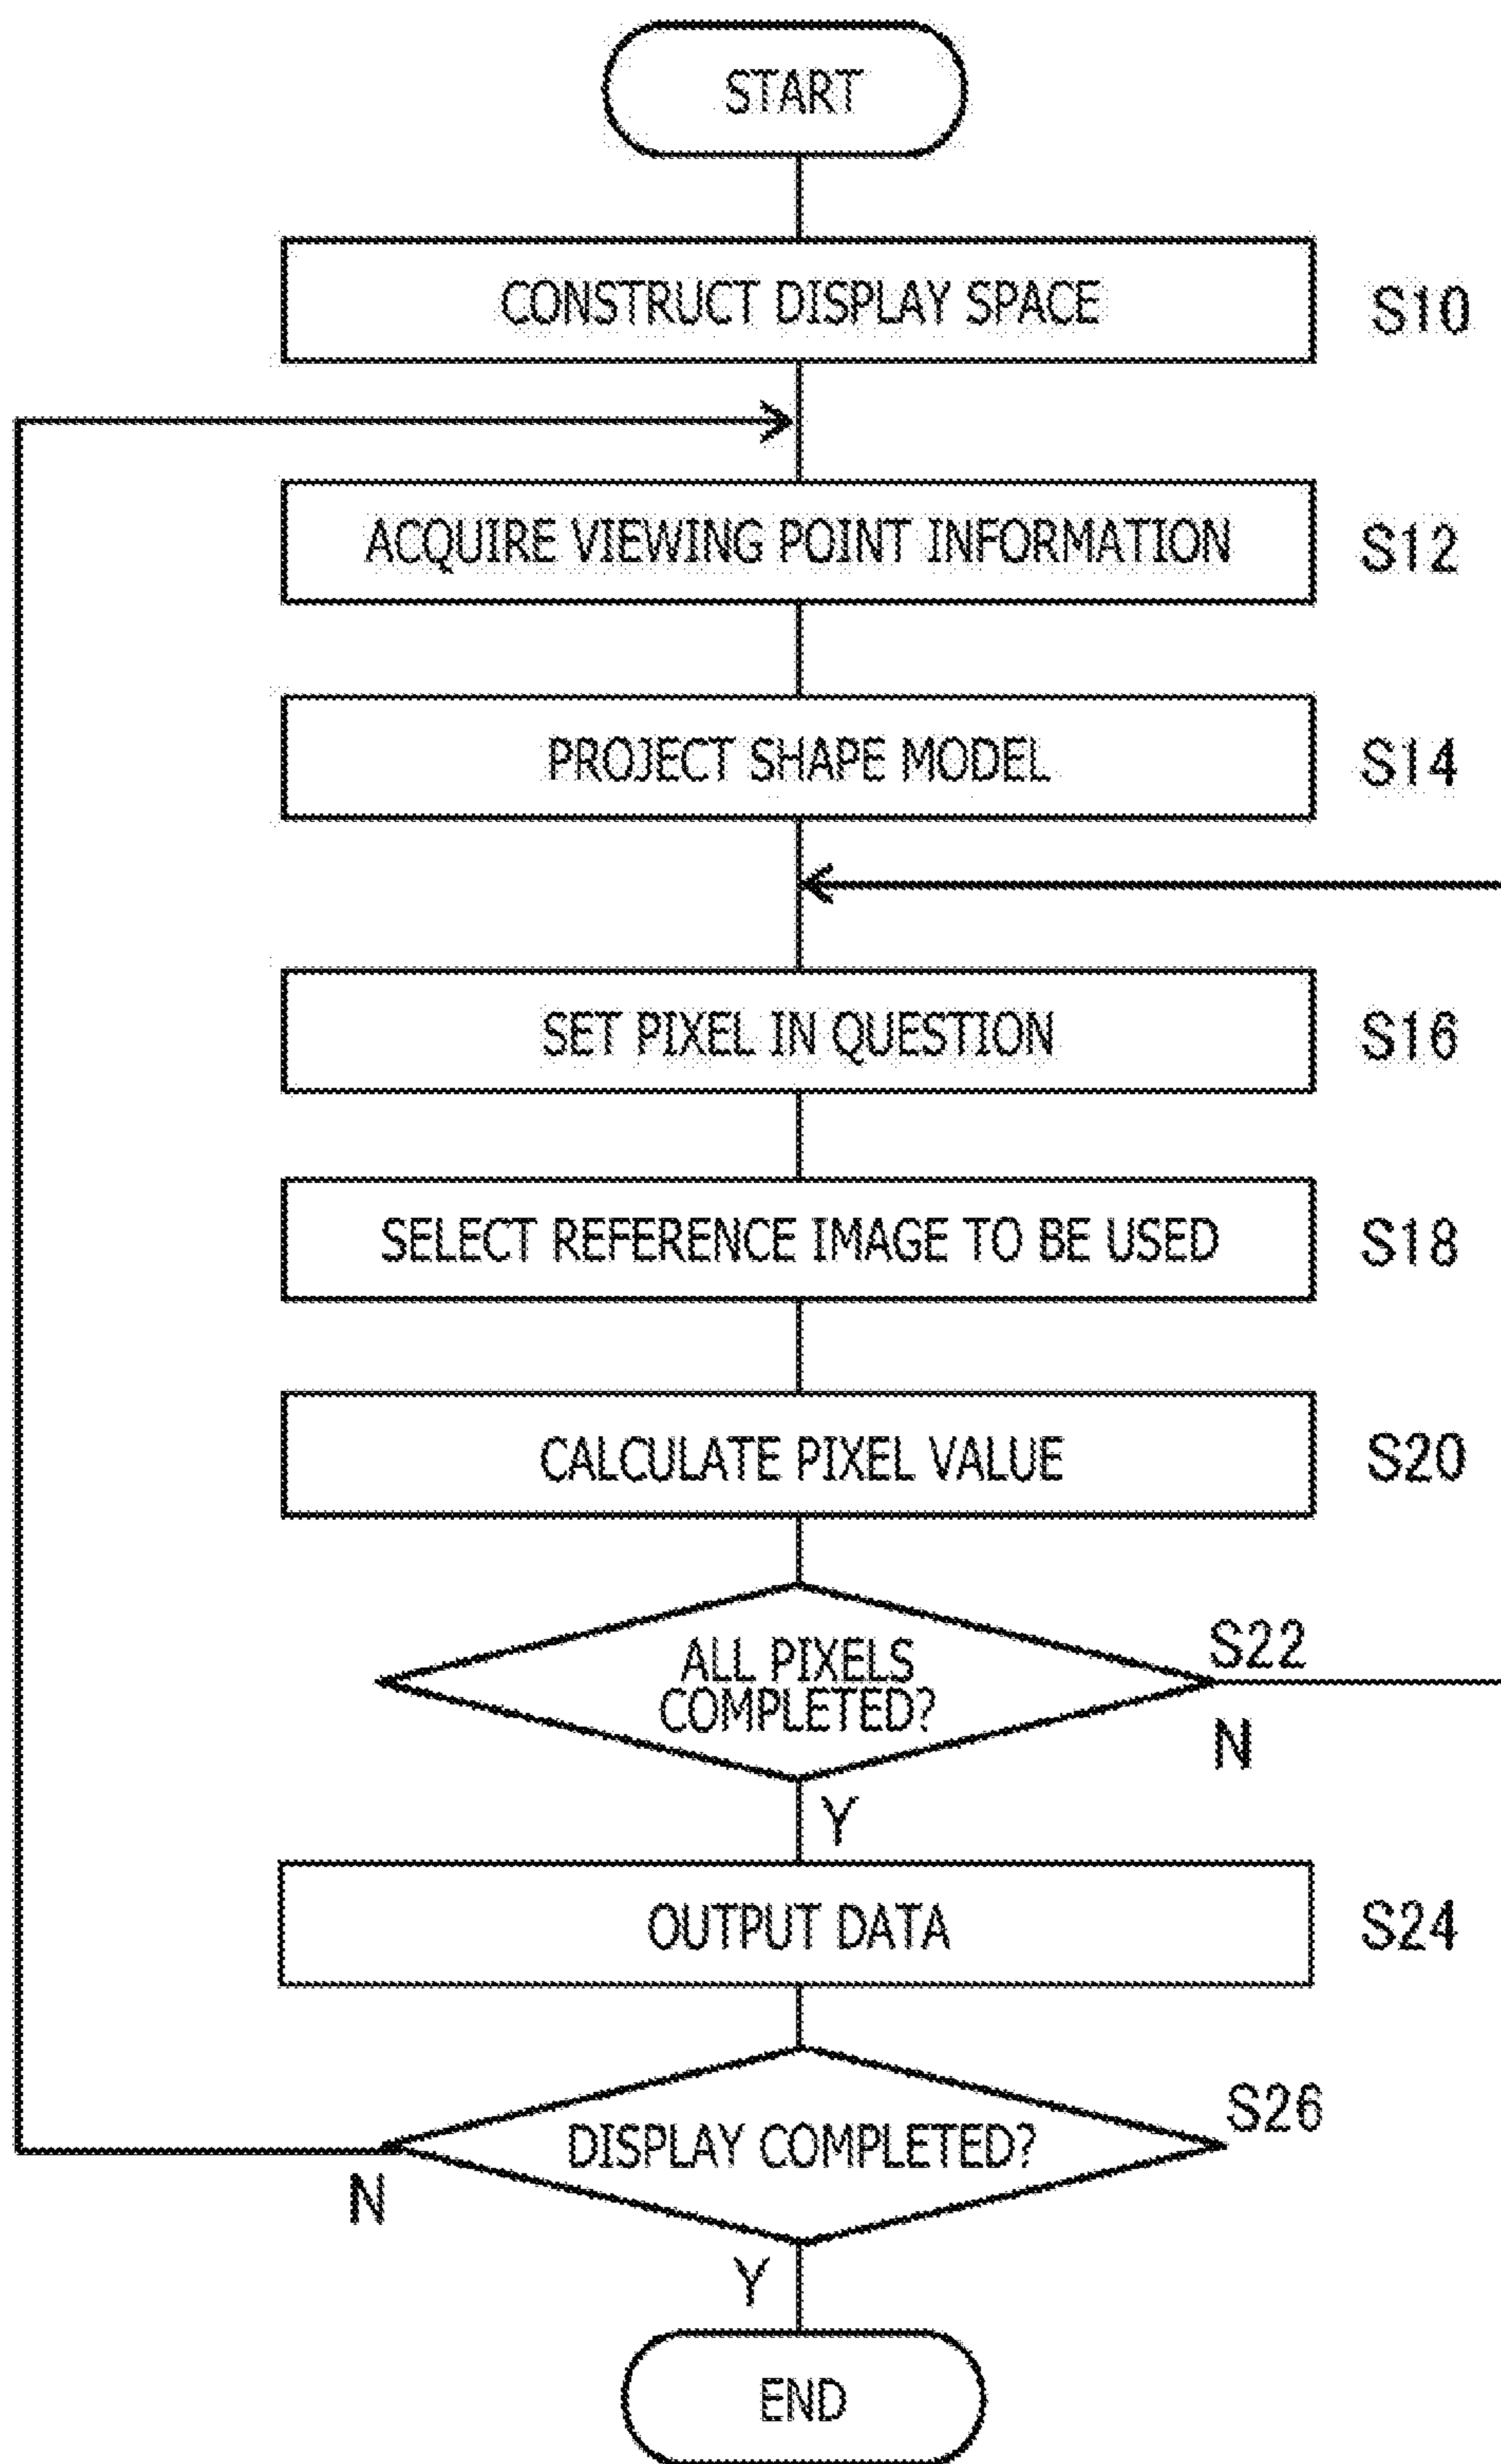 START
CONSTRUCT DISPLAY SPACE S10
ACQUIRE VIEWING POINT INFORMATION S12
PROJECT SHAPE MODEL S14
SET PIXEL IN QUESTION S16
SELECT REFERENCE IMAGE TO BE USED S18
CALCULATE PIXEL VALUE S20
S22
ALL PIXELS
COMPLETED?
N
Y
OUTPUT DATA S24
S26
DISPLAY COMPLETED?
N
Y
END